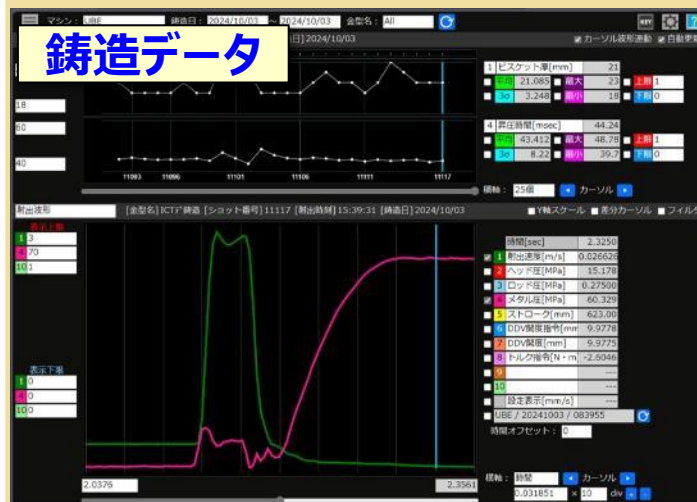 マシン： UBE 鋳造日： 2024/10/03 ～ 2024/10/03 金型名： All KEY
鋳造データ
日] 2024/10/03 カーソル波形連動 自動更新
1 ビスケット厚[mm] 21
平均 21.085 最大 23 上限 1
3σ 3.248 最小 18 下限 0
18
60
40
4 昇圧時間[msec] 44.24
平均 43.412 最大 48.78 上限 1
3σ 8.22 最小 39.7 下限 0
11093 11096 11101 11106 11111 11117
横軸： 25個 カーソル
射出波形 [金型名] ICTﾃﾞ鋳造 [ショット番号] 11117 [射出時刻] 15:39:31 [鋳造日] 2024/10/03 Y軸スケール 差分カーソル フィルタ
表示上限
1 3
4 70
10 1
表示下限
1 0
4 0
10 0
時間[sec] 2.3250
1 射出速度[m/s] 0.026626
2 ヘッド圧[MPa] 15.178
3 ロッド圧[MPa] 0.27500
4 メタル圧[MPa] 60.329
5 ストローク[mm] 623.00
6 DDV開度指令[mm 9.9778
7 DDV開度[mm] 9.9775
8 トルク指令[N・m] -2.6046
9 ---
10 ---
設定表示[mm/s] ---
UBE / 20241003 / 083955
時間オフセット： 0
2.0376 2.3561
横軸： 時間 カーソル
0.031851 × 10 div